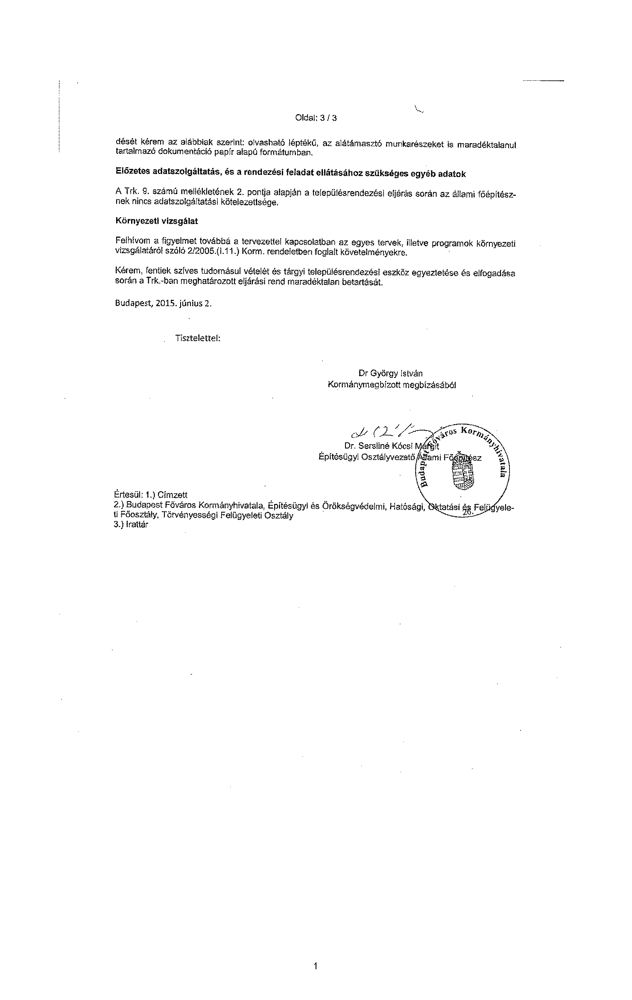 Oldal: 3 / 3
dését kérem az alábbiak szerint: olvasható léptékű, az alátámasztó munkarészeket is maradéktalanul
tartalmazó dokumentáció papír alapú formátumban.
Előzetes adatszolgáltatás, és a rendezési feladat ellátásához szükséges egyéb adatok
A Trk. 9. számú mellékletének 2. pontja alapján a településrendezési eljárás során az állami főépítész-
nek nincs adatszolgáltatási kötelezettsége.
Környezeti vizsgálat
Felhívom a figyelmet továbbá a tervezettel kapcsolatban az egyes tervek, illetve programok környezeti
vizsgálatáról szóló 2/2005.(I.11.) Korm. rendeletben foglalt követelményekre.
Kérem, fentiek szíves tudomásul vételét és tárgyi településrendezési eszköz egyeztetése és elfogadása
során a Trk.-ban meghatározott eljárási rend maradéktalan betartását.
Budapest, 2015. június 2.
Tisztelettel:
Dr György István
Kormánymegbízott megbízásából
Dr. Sersliné Kócsi Margit
Építésügyi Osztályvezető Állami Főépítész
Budapest Főváros Kormányhivatala
26.
Értesül: 1.) Címzett
2.) Budapest Főváros Kormányhivatala, Építésügyi és Örökségvédelmi, Hatósági, Oktatási és Felügyele-
ti Főosztály, Törvényességi Felügyeleti Osztály
3.) Irattár
1